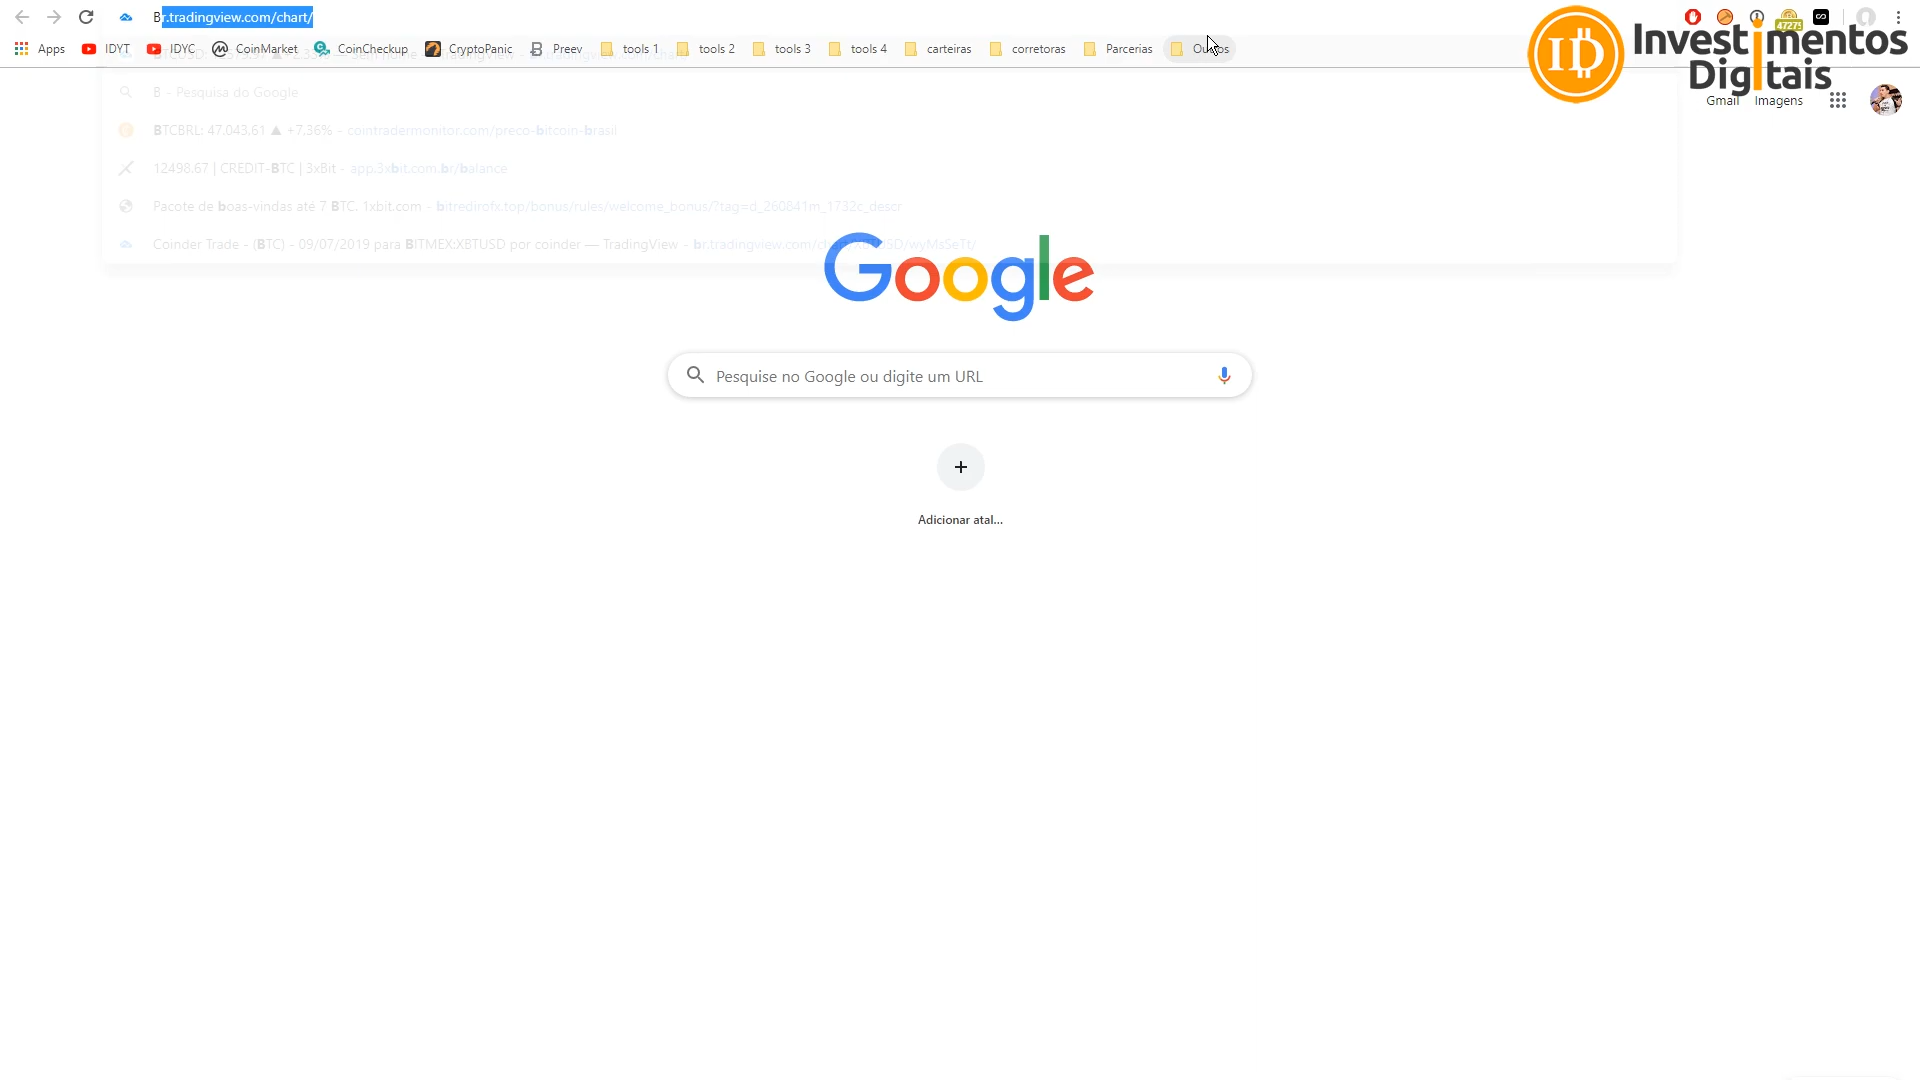 Br.tradingview.com/chart/
Apps IDYT IDYC CoinMarket CoinCheckup CryptoPanic Preev tools 1 tools 2 tools 3 tools 4 carteiras corretoras Parcerias
47275
ID Investimentos
Digitais
Gmail Imagens
B - Pesquisa do Google
BTCBRL: 47,043.61 ▲ +7,36% - cointradermonitor.com/preco-bitcoin-brasil
12498.67 | CREDIT-BTC | 3xBit - app.3xbit.com.br/balance
Pacote de boas-vindas até 7 BTC. 1xbit.com - bitredirofx.top/bonus/rules/welcome_bonus/?tag=d_260841m_1732c_descr
Coinder Trade - (BTC) - 09/07/2019 para BITMEX:XBTUSD por coinder — TradingView
Google
Pesquise no Google ou digite um URL
+
Adicionar atal...